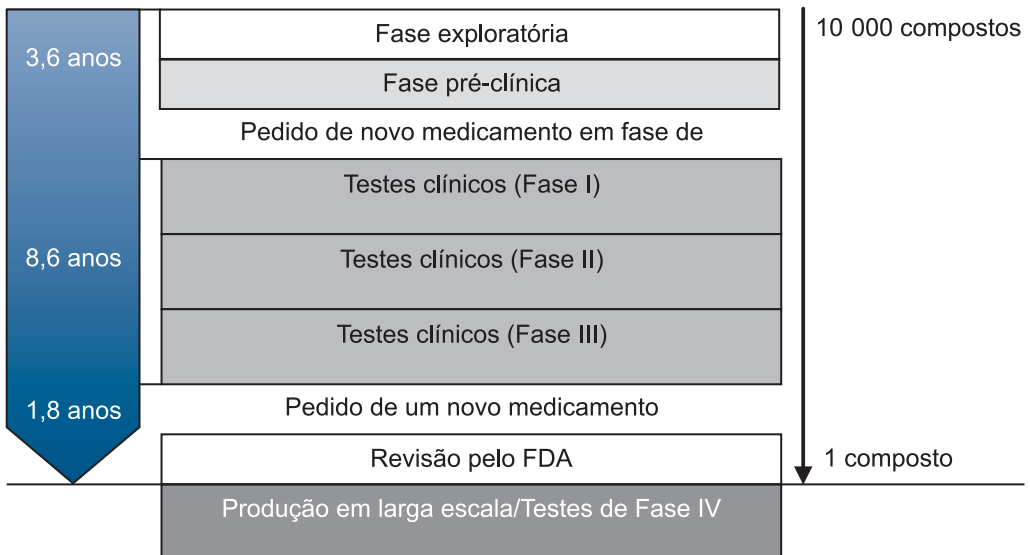 Fase exploratória
10 000 compostos
3,6 anos
Fase pré-clínica
Pedido de novo medicamento em fase de
Testes clínicos (Fase I)
8,6 anos
Testes clínicos (Fase II)
Testes clínicos (Fase III)
1,8 anos
Pedido de um novo medicamento
Revisão pelo FDA
1 composto
Produção em larga escala/Testes de Fase IV